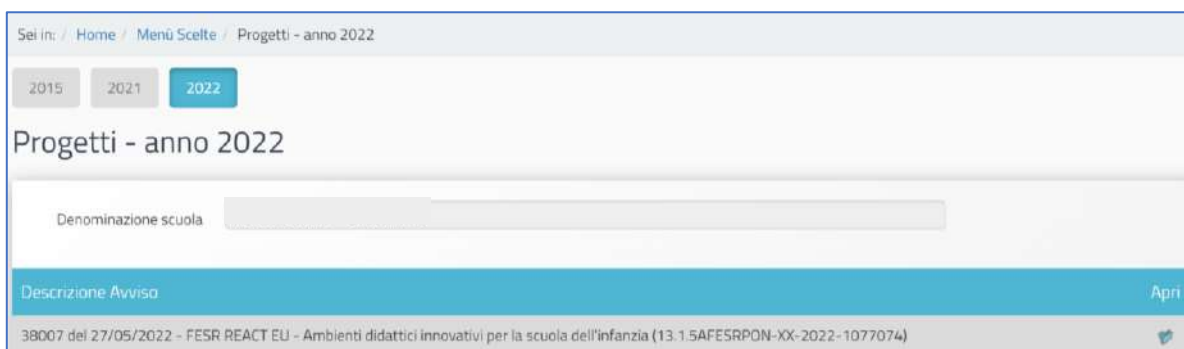 Sei in: / Home / Menù Scelte / Progetti - anno 2022
2015 2021 2022
Progetti - anno 2022
Denominazione scuola
Descrizione Avviso Apri
38007 del 27/05/2022 - FESR REACT EU - Ambienti didattici innovativi per la scuola dell'infanzia (13.1.5AFESRPON-XX-2022-1077074)